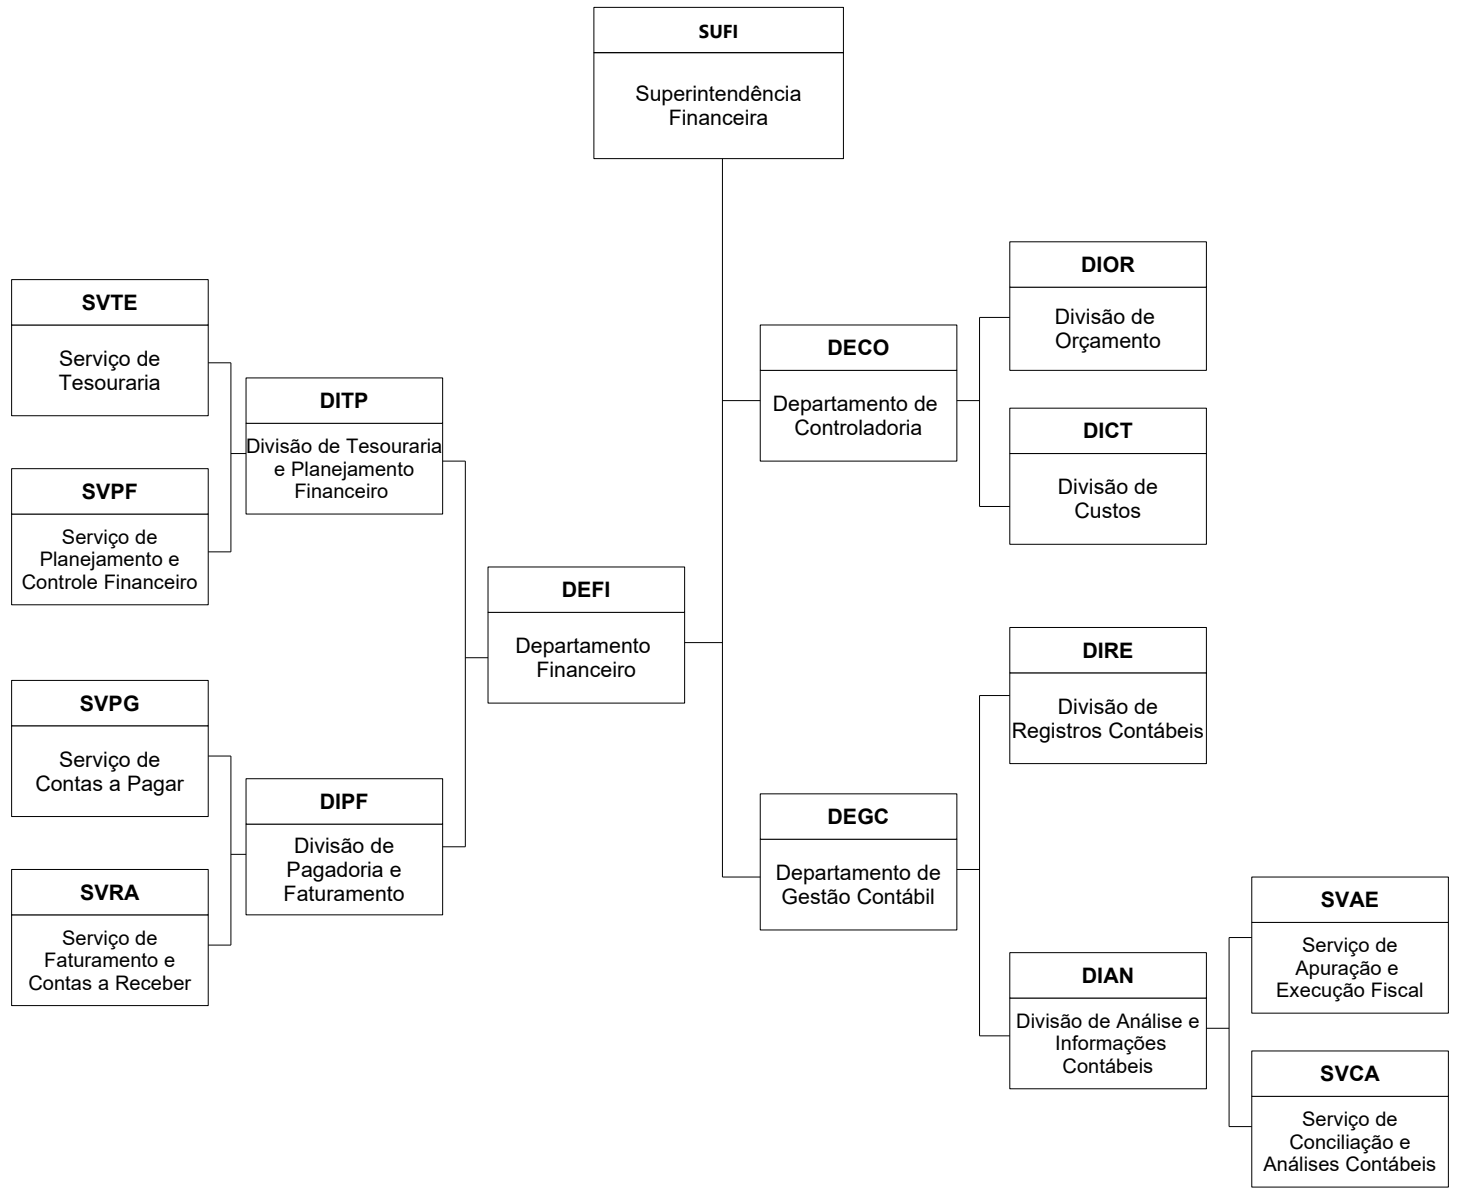 SUFI
Superintendência
Financeira
SVTE
Serviço de
Tesouraria
SVPF
Serviço de
Planejamento e
Controle Financeiro
DITP
Divisão de Tesouraria
e Planejamento
Financeiro
SVPG
Serviço de
Contas a Pagar
SVRA
Serviço de
Faturamento e
Contas a Receber
DIPF
Divisão de
Pagadoria e
Faturamento
DEFI
Departamento
Financeiro
DECO
Departamento de
Controladoria
DIOR
Divisão de
Orçamento
DICT
Divisão de
Custos
DEGC
Departamento de
Gestão Contábil
DIRE
Divisão de
Registros Contábeis
DIAN
Divisão de Análise e
Informações
Contábeis
SVAE
Serviço de
Apuração e
Execução Fiscal
SVCA
Serviço de
Conciliação e
Análises Contábeis